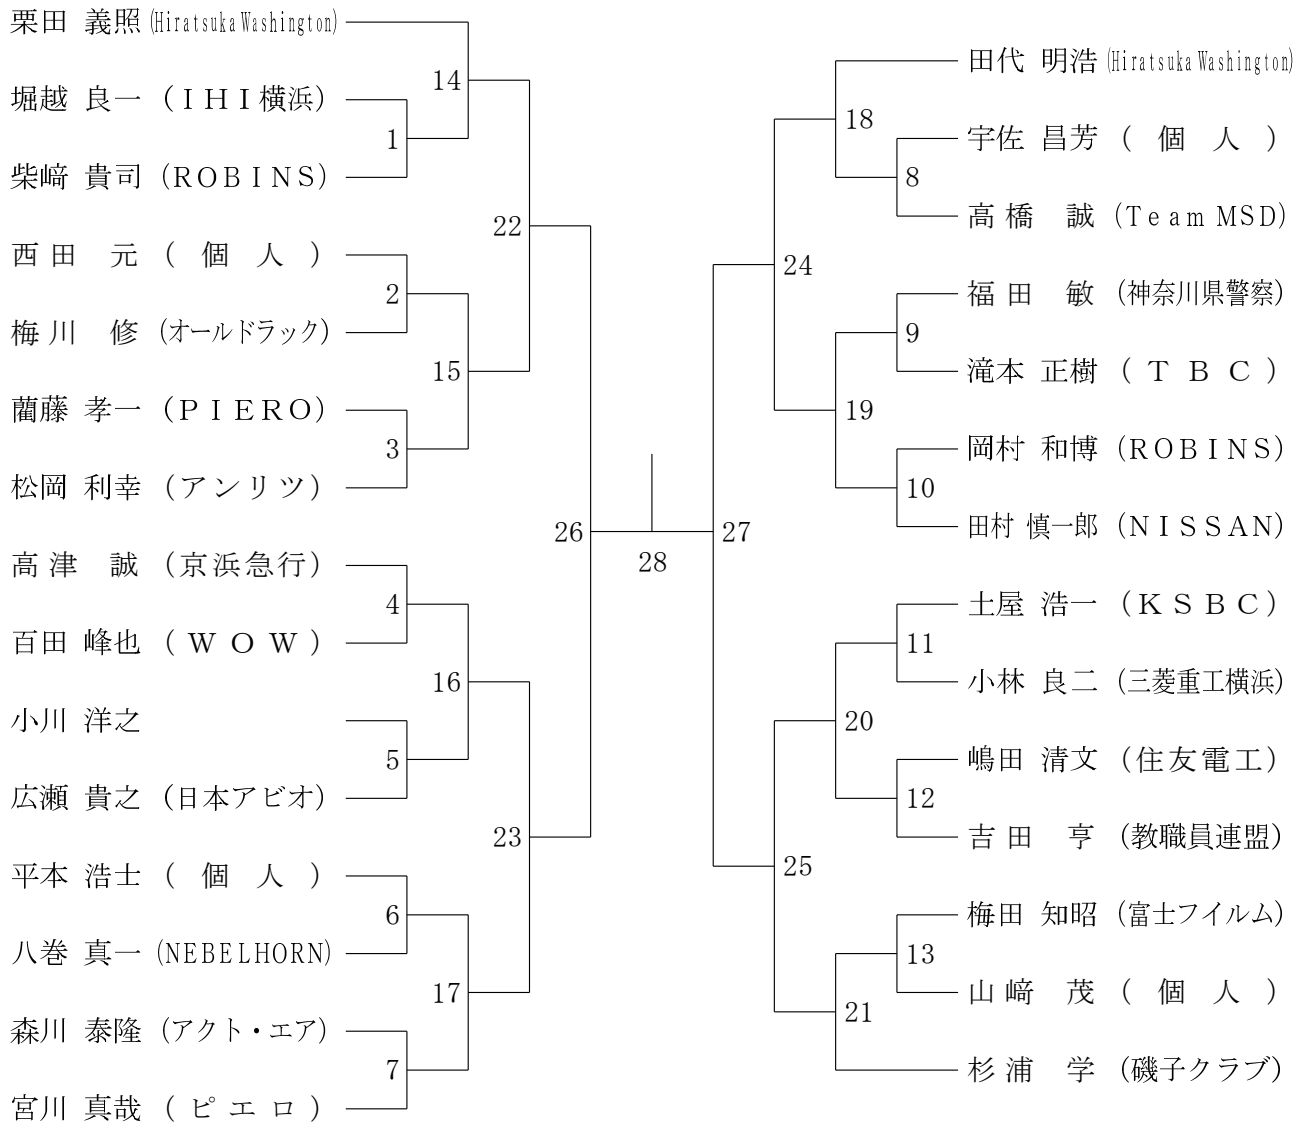 栗田 義照 (Hiratsuka Washington)
堀越 良一 (ＩＨＩ横浜)
柴﨑 貴司 (ROBINS)
西田 元 (個人)
梅川 修 (オールドラック)
藺藤 孝一 (PIERO)
松岡 利幸 (アンリツ)
高津 誠 (京浜急行)
百田 峰也 (WOW)
小川 洋之
広瀬 貴之 (日本アビオ)
平本 浩士 (個人)
八巻 真一 (NEBELHORN)
森川 泰隆 (アクト・エア)
宮川 真哉 (ピエロ)
1
2
3
4
5
6
7
14
15
16
17
22
23
26
28
27
24
25
18
19
20
21
8
9
10
11
12
13
田代 明浩 (Hiratsuka Washington)
宇佐 昌芳 (個人)
高橋 誠 (Team MSD)
福田 敏 (神奈川県警察)
滝本 正樹 (TBC)
岡村 和博 (ROBINS)
田村 慎一郎 (NISSAN)
土屋 浩一 (KSBC)
小林 良二 (三菱重工横浜)
嶋田 清文 (住友電工)
吉田 亨 (教職員連盟)
梅田 知昭 (富士フイルム)
山﨑 茂 (個人)
杉浦 学 (磯子クラブ)